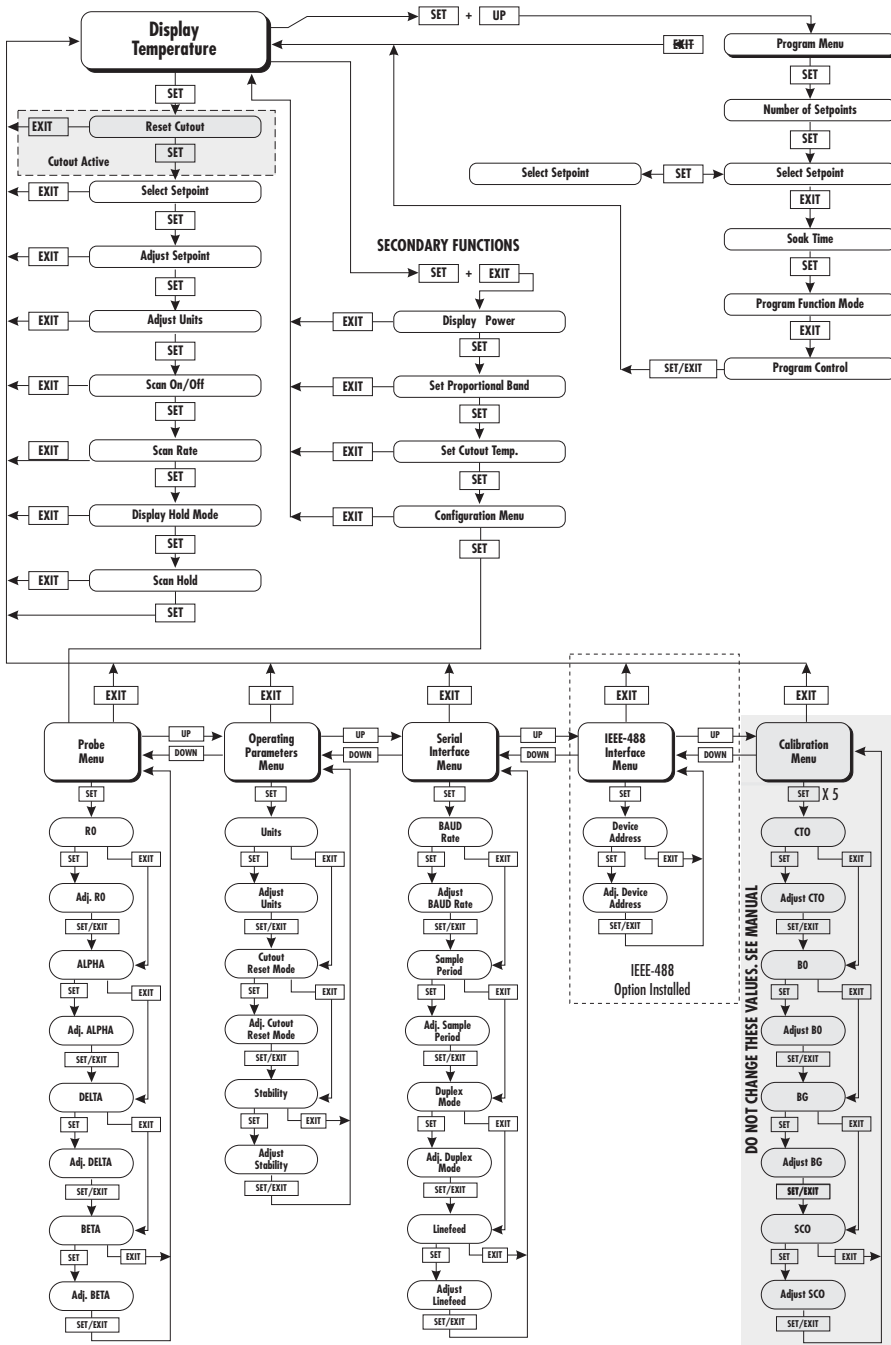 Display
Temperature
SET
Reset Cutout
EXIT
SET
Cutout Active
Select Setpoint
EXIT
SET
Adjust Setpoint
EXIT
SET
Adjust Units
EXIT
SET
Scan On/Off
EXIT
SET
Scan Rate
EXIT
SET
Display Hold Mode
EXIT
SET
Scan Hold
EXIT
SET
SET + UP
EXIT
Program Menu
SET
Number of Setpoints
SET
Select Setpoint
SET
Select Setpoint
EXIT
Soak Time
SET
Program Function Mode
EXIT
Program Control
SET/EXIT
SECONDARY FUNCTIONS
SET + EXIT
Display Power
EXIT
SET
Set Proportional Band
EXIT
SET
Set Cutout Temp.
EXIT
SET
Configuration Menu
EXIT
SET
EXIT
Probe
Menu
UP
DOWN
SET
R0
SET
EXIT
Adj. R0
SET/EXIT
ALPHA
SET
EXIT
Adj. ALPHA
SET/EXIT
DELTA
SET
EXIT
Adj. DELTA
SET/EXIT
BETA
SET
EXIT
Adj. BETA
SET/EXIT
EXIT
Operating
Parameters
Menu
UP
DOWN
SET
Units
SET
EXIT
Adjust
Units
SET/EXIT
Cutout
Reset Mode
SET
EXIT
Adj. Cutout
Reset Mode
SET/EXIT
Stability
SET
EXIT
Adjust
Stability
SET/EXIT
EXIT
Serial
Interface
Menu
UP
DOWN
SET
BAUD
Rate
SET
EXIT
Adjust
BAUD Rate
SET/EXIT
Sample
Period
SET
EXIT
Adj. Sample
Period
SET/EXIT
Duplex
Mode
SET
EXIT
Adj. Duplex
Mode
SET/EXIT
Linefeed
SET
EXIT
Adjust
Linefeed
SET/EXIT
EXIT
IEEE-488
Interface
Menu
UP
DOWN
SET
Device
Address
SET
EXIT
Adj. Device
Address
SET/EXIT
IEEE-488
Option Installed
EXIT
Calibration
Menu
SET X 5
CTO
SET
EXIT
Adjust CTO
SET/EXIT
B0
SET
EXIT
Adjust B0
SET/EXIT
BG
SET
EXIT
Adjust BG
SET/EXIT
SCO
SET
EXIT
Adjust SCO
SET/EXIT
DO NOT CHANGE THESE VALUES. SEE MANUAL